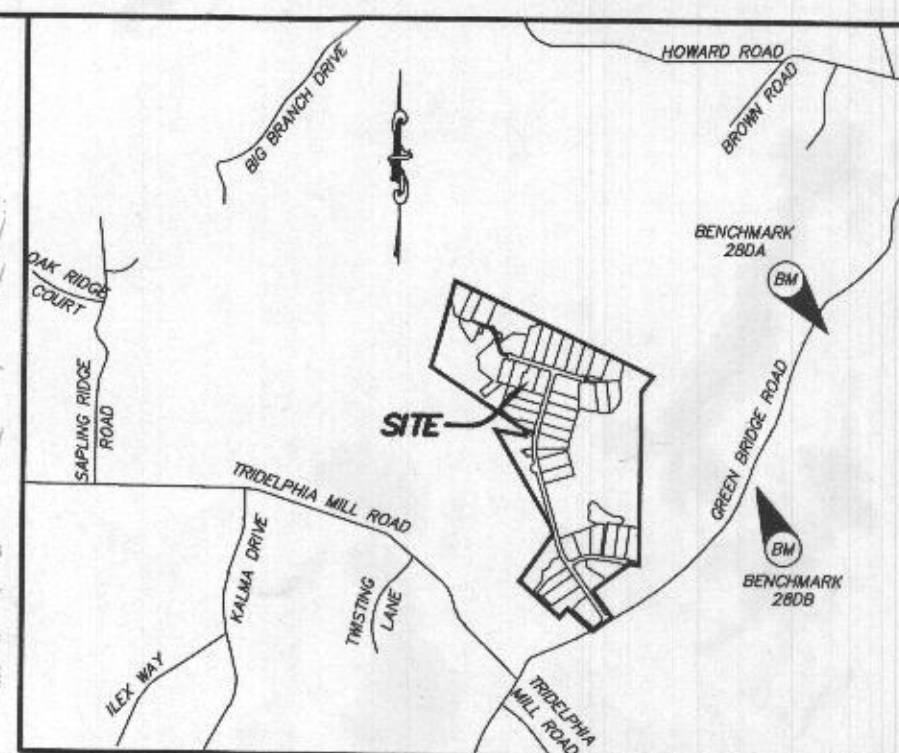 HOWARD ROAD
BROWN ROAD
BIG BRANCH DRIVE
BENCHMARK
28DA
BM
OAK RIDGE
COURT
SAPLING RIDGE
ROAD
SITE
GREEN BRIDGE ROAD
TRIDELPHIA MILL ROAD
KALMA DRIVE
TWISTING
LANE
ILEX WAY
BM
BENCHMARK
28DB
TRIDELPHIA
MILL ROAD